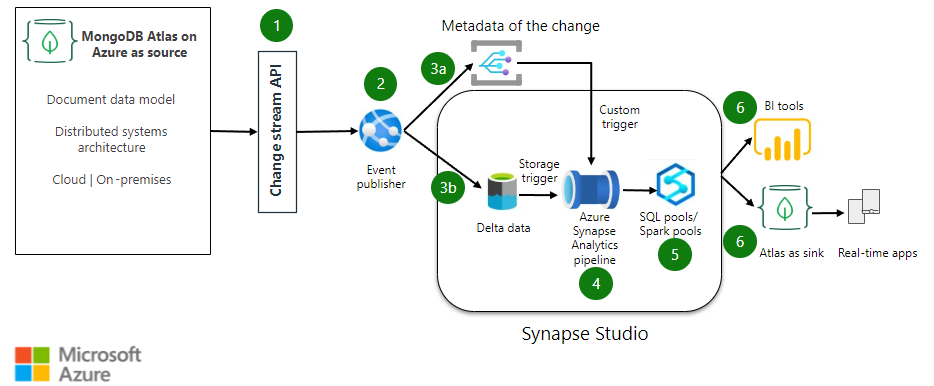 MongoDB Atlas on
Azure as source
Document data model
Distributed systems
architecture
Cloud | On-premises
1
Change stream API
2
Event
publisher
3a
Metadata of the change
Custom
trigger
3b
Delta data
Storage
trigger
Azure
Synapse
Analytics
pipeline
4
SQL pools/
Spark pools
5
Synapse Studio
6
BI tools
6
Atlas as sink
Real-time apps
Microsoft
Azure